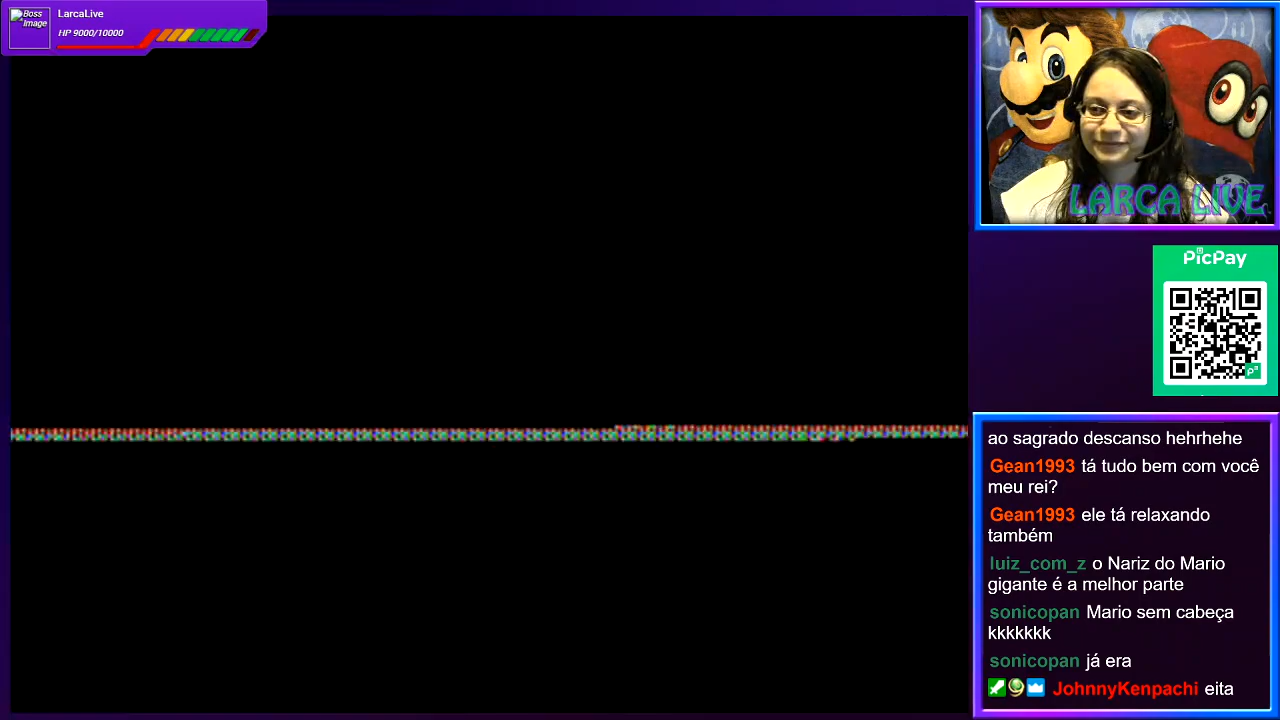 Boss
Image
LarcaLive
HP 9000/10000
LARCA LIVE
PicPay
ao sagrado descanso hehrhehe
Gean1993 tá tudo bem com você
meu rei?
Gean1993 ele tá relaxando
também
luiz_com_z o Nariz do Mario
gigante é a melhor parte
sonicopan Mario sem cabeça
kkkkkkk
sonicopan já era
JohnnyKenpachi eita